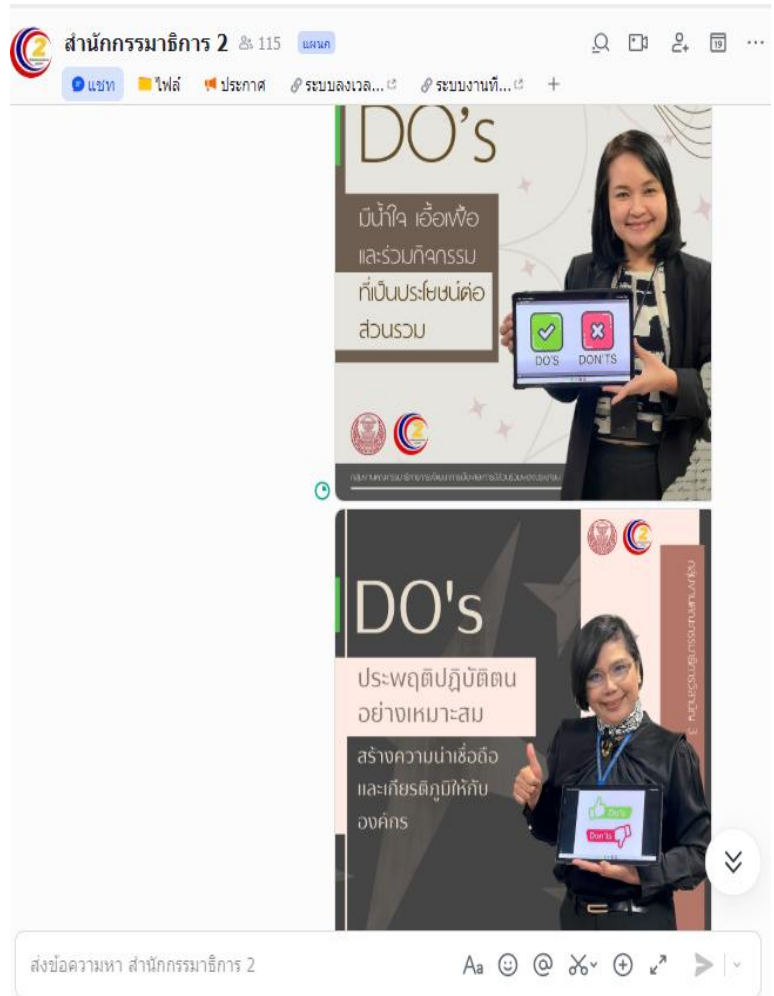 สำนักกรรมาธิการ 2 115 แผนก
19
แชท ไฟล์ ประกาศ ระบบลงเวล... ระบบงานที่... +
DO's
มีน้ำใจ เอื้อเฟื้อ
และร่วมกิจกรรม
ที่เป็นประโยชน์ต่อ
ส่วนรวม
DO'S DON'TS
2
DO's
ประพฤติปฏิบัติตน
อย่างเหมาะสม
สร้างความน่าเชื่อถือ
และเกียรติภูมิให้กับ
องค์กร
Do's
Don'ts
ส่งข้อความหา สำนักกรรมาธิการ 2 Aa